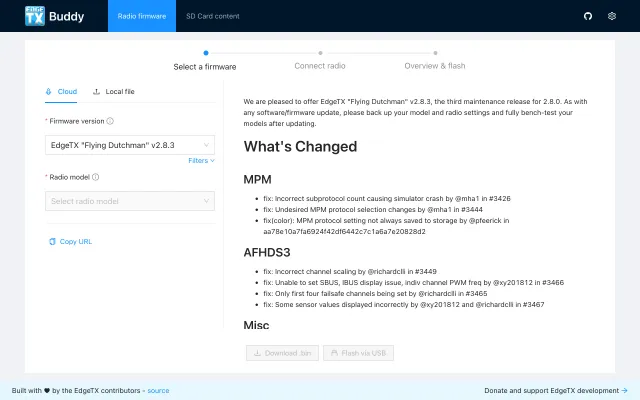 EDGE TX Buddy
Radio firmware
SD Card content
Select a firmware
Connect radio
Overview & flash
Cloud
Local file
* Firmware version
EdgeTX "Flying Dutchman" v2.8.3
Filters
* Radio model
Select radio model
Copy URL
We are pleased to offer EdgeTX "Flying Dutchman" v2.8.3, the third maintenance release for 2.8.0. As with
any software/firmware update, please back up your model and radio settings and fully bench-test your
models after updating.
What's Changed
MPM
• fix: Incorrect subprotocol count causing simulator crash by @mha1 in #3426
• fix: Undesired MPM protocol selection changes by @mha1 in #3444
• fix(color): MPM protocol setting not always saved to storage by @pfeerick in
aa78e10a7fa6924f42df6442c7c1a6a7e20828d2
AFHDS3
• fix: Incorrect channel scaling by @richardclli in #3449
• fix: Unable to set SBUS, IBUS display issue, indiv channel PWM freq by @xy201812 in #3466
• fix: Only first four failsafe channels being set by @richardclli in #3465
• fix: Some sensor values displayed incorrectly by @xy201812 and @richardclli in #3467
Misc
Download .bin
Flash via USB
Built with ♥ by the EdgeTX contributors - source
Donate and support EdgeTX development →